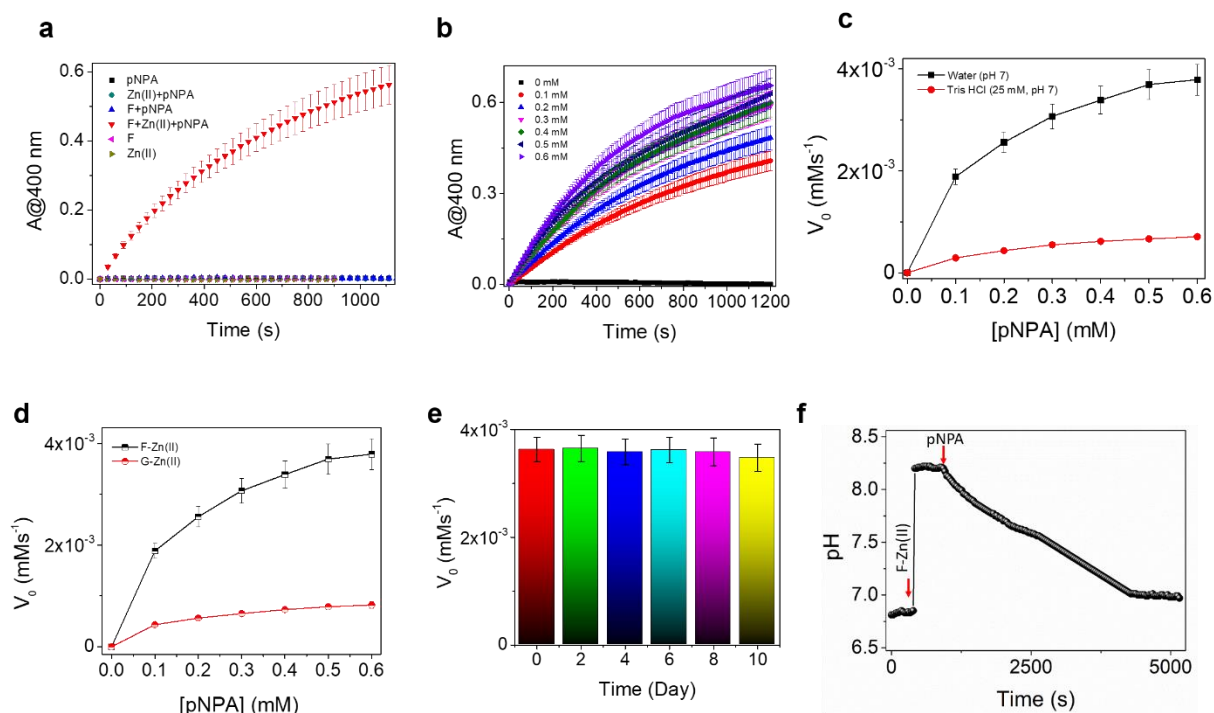 a
0.6
0.4
0.2
0.0
A@400 nm
pNPA
Zn(II)+pNPA
F+pNPA
F+Zn(II)+pNPA
F
Zn(II)
0 200 400 600 800 1000
Time (s)
b
0.6
0.3
0.0
A@400 nm
0 mM
0.1 mM
0.2 mM
0.3 mM
0.4 mM
0.5 mM
0.6 mM
0 200 400 600 800 1000 1200
Time (s)
c
4x10⁻³
2x10⁻³
0
V₀ (mMs⁻¹)
Water (pH 7)
Tris HCl (25 mM, pH 7)
0.0 0.1 0.2 0.3 0.4 0.5 0.6
[pNPA] (mM)
d
4x10⁻³
2x10⁻³
0
V₀ (mMs⁻¹)
F-Zn(II)
G-Zn(II)
0.0 0.1 0.2 0.3 0.4 0.5 0.6
[pNPA] (mM)
e
4x10⁻³
2x10⁻³
0
V₀ (mMs⁻¹)
0 2 4 6 8 10
Time (Day)
f
8.5
8.0
7.5
7.0
6.5
pH
F-Zn(II)
pNPA
0 2500 5000
Time (s)